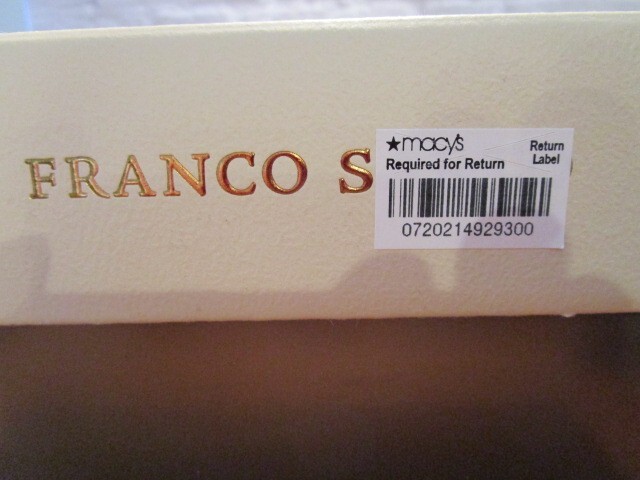 FRANCO S
★macy's
Return
Label
Required for Return
0720214929300